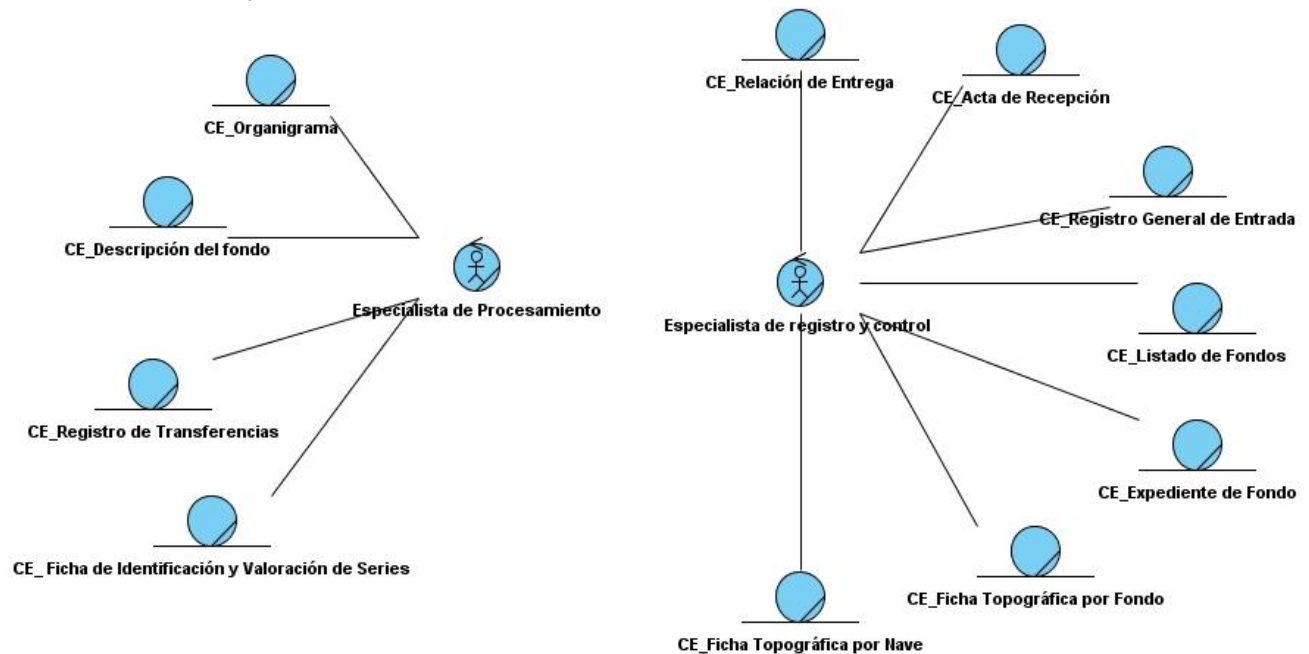 CE_Organigrama
CE_Descripción del fondo
Especialista de Procesamiento
CE_Registro de Transferencias
CE_ Ficha de Identificación y Valoración de Series
CE_Relación de Entrega
CE_Acta de Recepción
CE_Registro General de Entrada
Especialista de registro y control
CE_Listado de Fondos
CE_Expediente de Fondo
CE_Ficha Topográfica por Fondo
CE_Ficha Topográfica por Nave